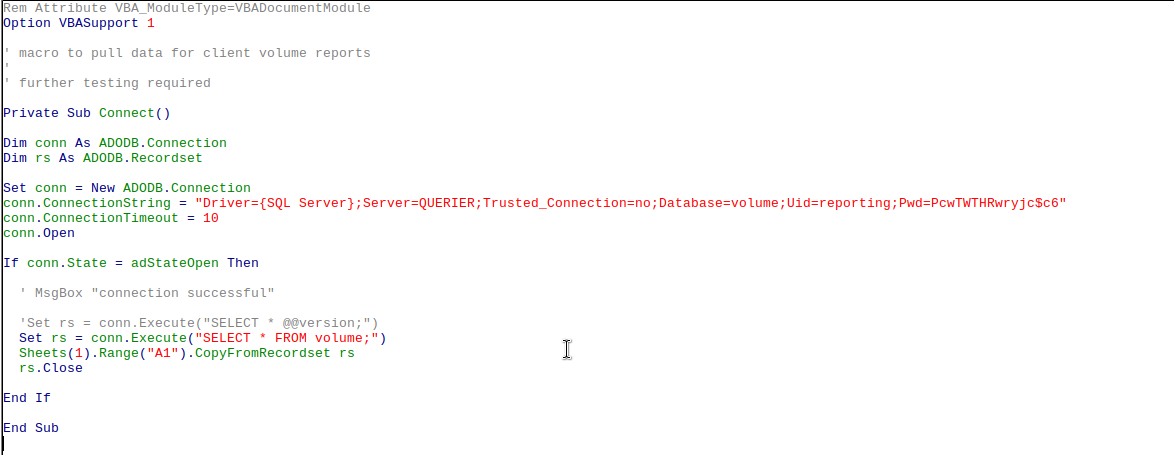 Rem Attribute VBA_ModuleType=VBADocumentModule
Option VBASupport 1
' macro to pull data for client volume reports
'
' further testing required
Private Sub Connect()
Dim conn As ADODB.Connection
Dim rs As ADODB.Recordset
Set conn = New ADODB.Connection
conn.ConnectionString = "Driver={SQL Server};Server=QUERIER;Trusted_Connection=no;Database=volume;Uid=reporting;Pwd=PcwTWTHRwryjc$c6"
conn.ConnectionTimeout = 10
conn.Open
If conn.State = adStateOpen Then
  ' MsgBox "connection successful"
  'Set rs = conn.Execute("SELECT * @@version;")
  Set rs = conn.Execute("SELECT * FROM volume;")
  Sheets(1).Range("A1").CopyFromRecordset rs
  rs.Close
End If
End Sub